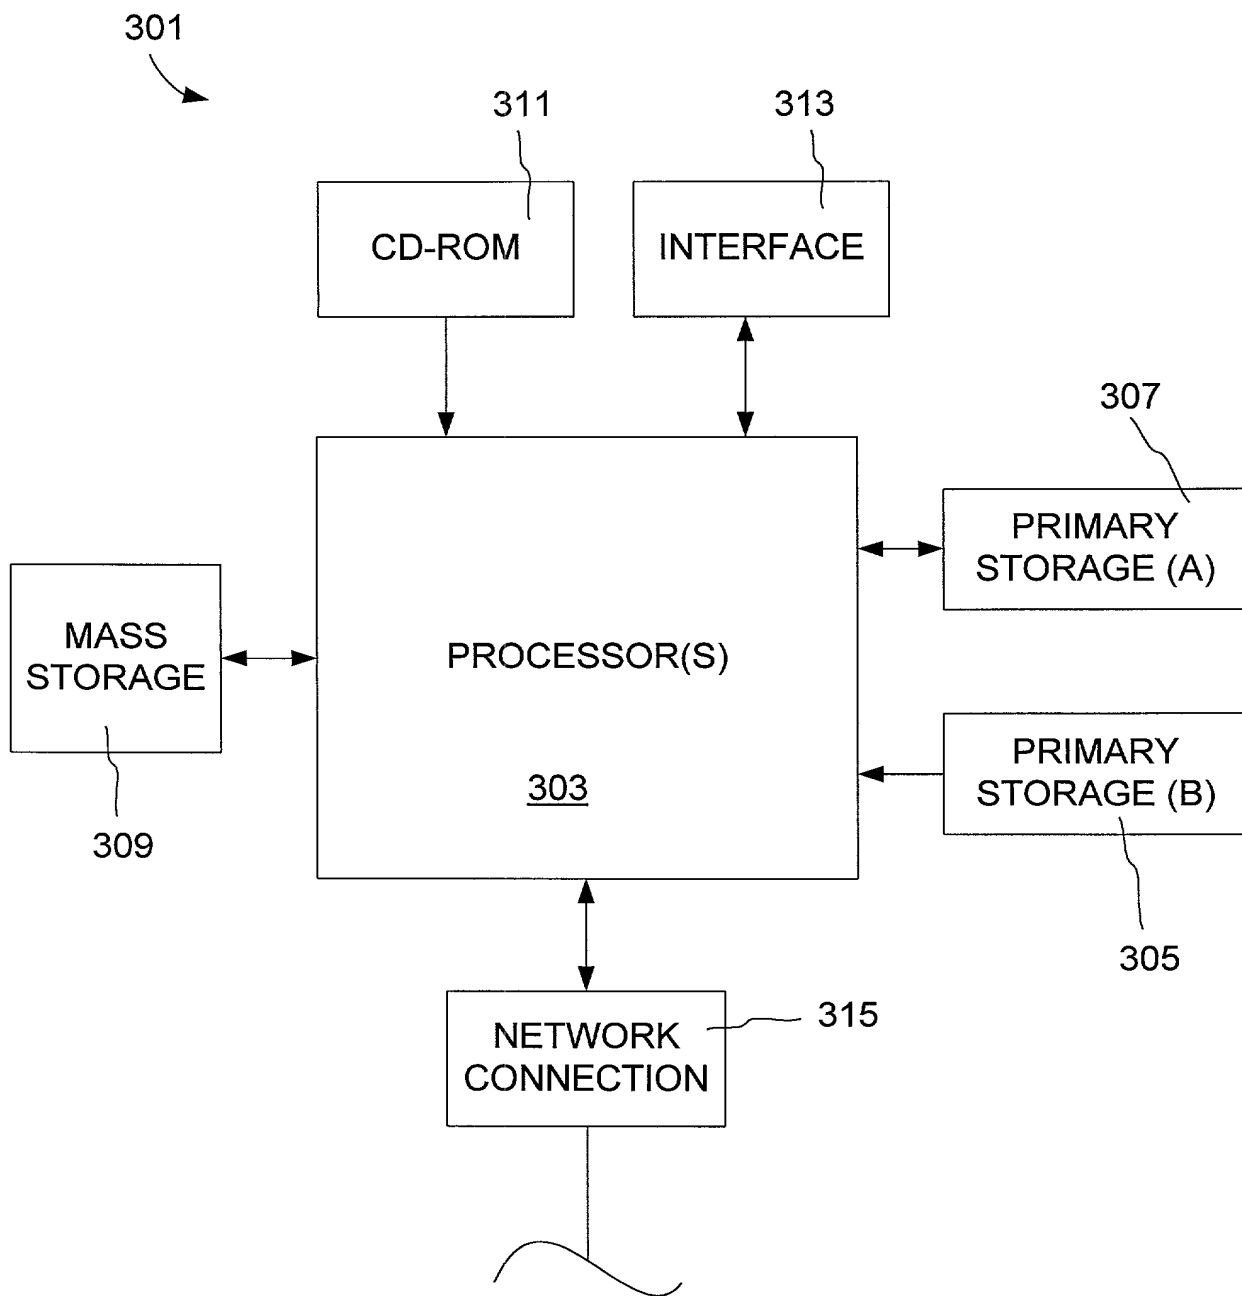 301
311
313
CD-ROM
INTERFACE
307
PRIMARY
STORAGE (A)
MASS
STORAGE
PROCESSOR(S)
303
PRIMARY
STORAGE (B)
309
305
NETWORK
CONNECTION
315